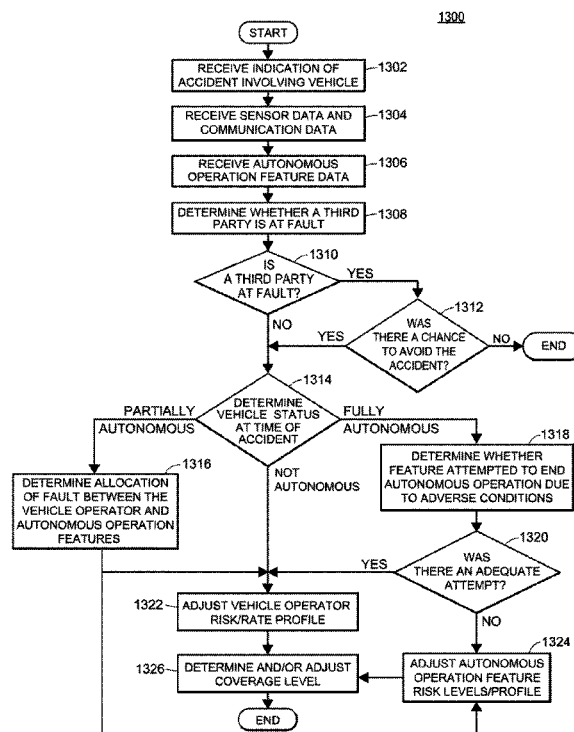 1300
START
RECEIVE INDICATION OF
ACCIDENT INVOLVING VEHICLE
1302
RECEIVE SENSOR DATA AND
COMMUNICATION DATA
1304
RECEIVE AUTONOMOUS
OPERATION FEATURE DATA
1306
DETERMINE WHETHER A THIRD
PARTY IS AT FAULT
1308
IS
A THIRD PARTY
AT FAULT?
1310
YES
NO
WAS
THERE A CHANCE
TO AVOID THE
ACCIDENT?
1312
YES
NO
END
DETERMINE
VEHICLE STATUS
AT TIME OF
ACCIDENT
1314
PARTIALLY
AUTONOMOUS
FULLY
AUTONOMOUS
NOT
AUTONOMOUS
DETERMINE ALLOCATION
OF FAULT BETWEEN THE
VEHICLE OPERATOR AND
AUTONOMOUS OPERATION
FEATURES
1316
DETERMINE WHETHER
FEATURE ATTEMPTED TO END
AUTONOMOUS OPERATION DUE
TO ADVERSE CONDITIONS
1318
WAS
THERE AN ADEQUATE
ATTEMPT?
1320
YES
NO
1322
ADJUST VEHICLE OPERATOR
RISK/RATE PROFILE
1324
ADJUST AUTONOMOUS
OPERATION FEATURE
RISK LEVELS/PROFILE
1326
DETERMINE AND/OR ADJUST
COVERAGE LEVEL
END